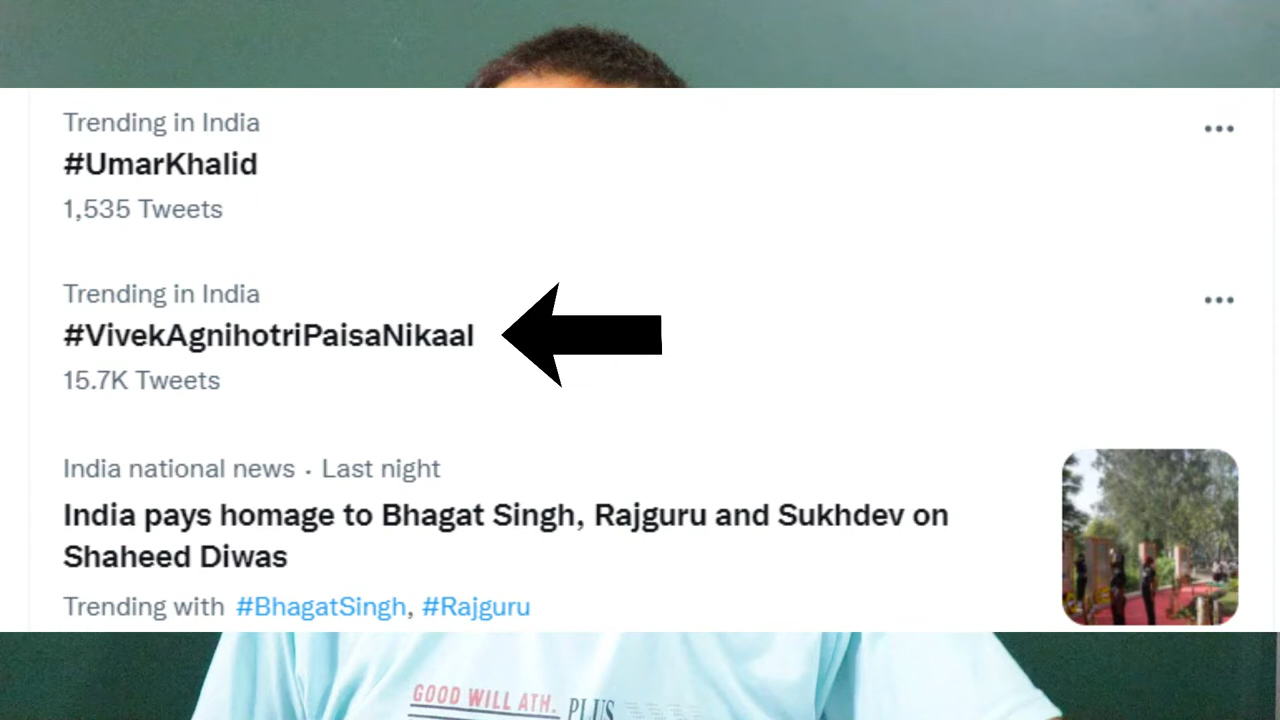 Trending in India
#UmarKhalid
1,535 Tweets
Trending in India
#VivekAgnihotriPaisaNikaal
15.7K Tweets
India national news · Last night
India pays homage to Bhagat Singh, Rajguru and Sukhdev on
Shaheed Diwas
Trending with #BhagatSingh, #Rajguru
GOOD WILL ATH. PLUS